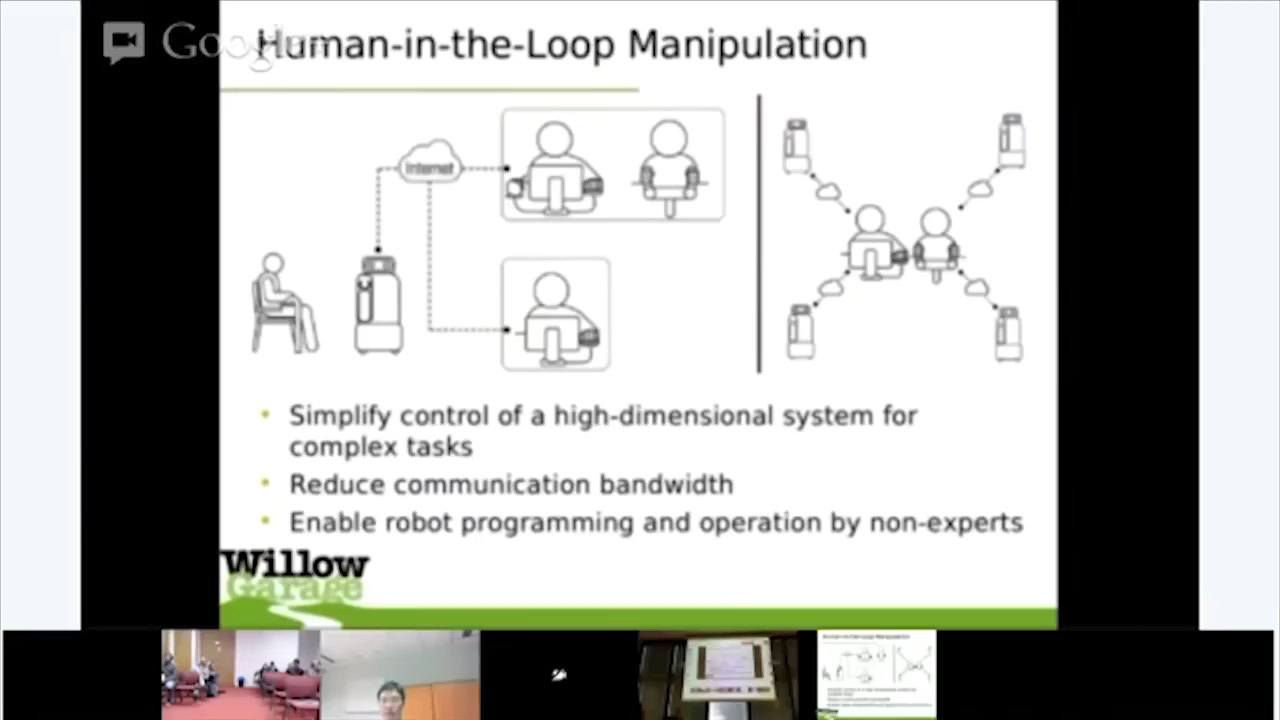 Human-in-the-Loop Manipulation
Internet
• Simplify control of a high-dimensional system for
complex tasks
• Reduce communication bandwidth
• Enable robot programming and operation by non-experts
Willow
Garage